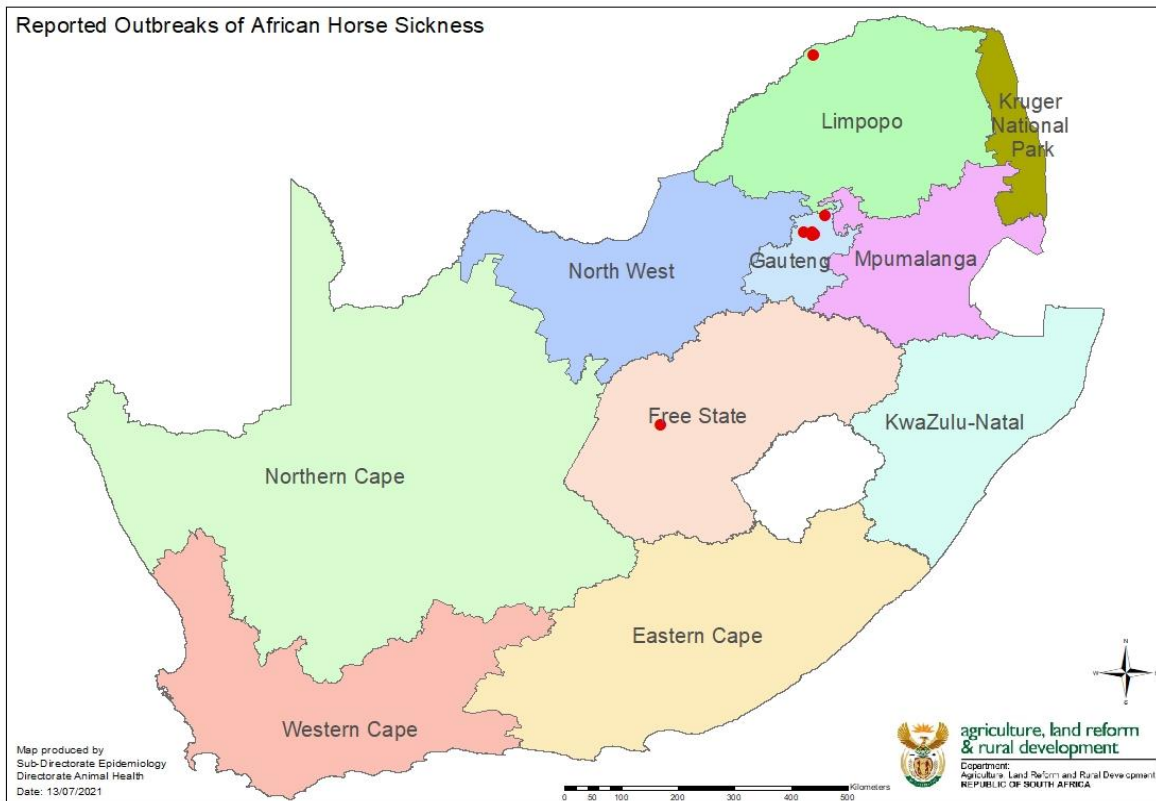 Reported Outbreaks of African Horse Sickness
Kruger
National
Park
Limpopo
North West
Gauteng
Mpumalanga
Free State
KwaZulu-Natal
Northern Cape
Eastern Cape
Western Cape
N
W
S
Map produced by
Sub-Directorate Epidemiology
Directorate Animal Health
Date: 13/07/2021
Kilometers
0 50 100 200 300 400 500
agriculture, land reform
& rural development
Department:
Agriculture, Land Reform and Rural Development
REPUBLIC OF SOUTH AFRICA